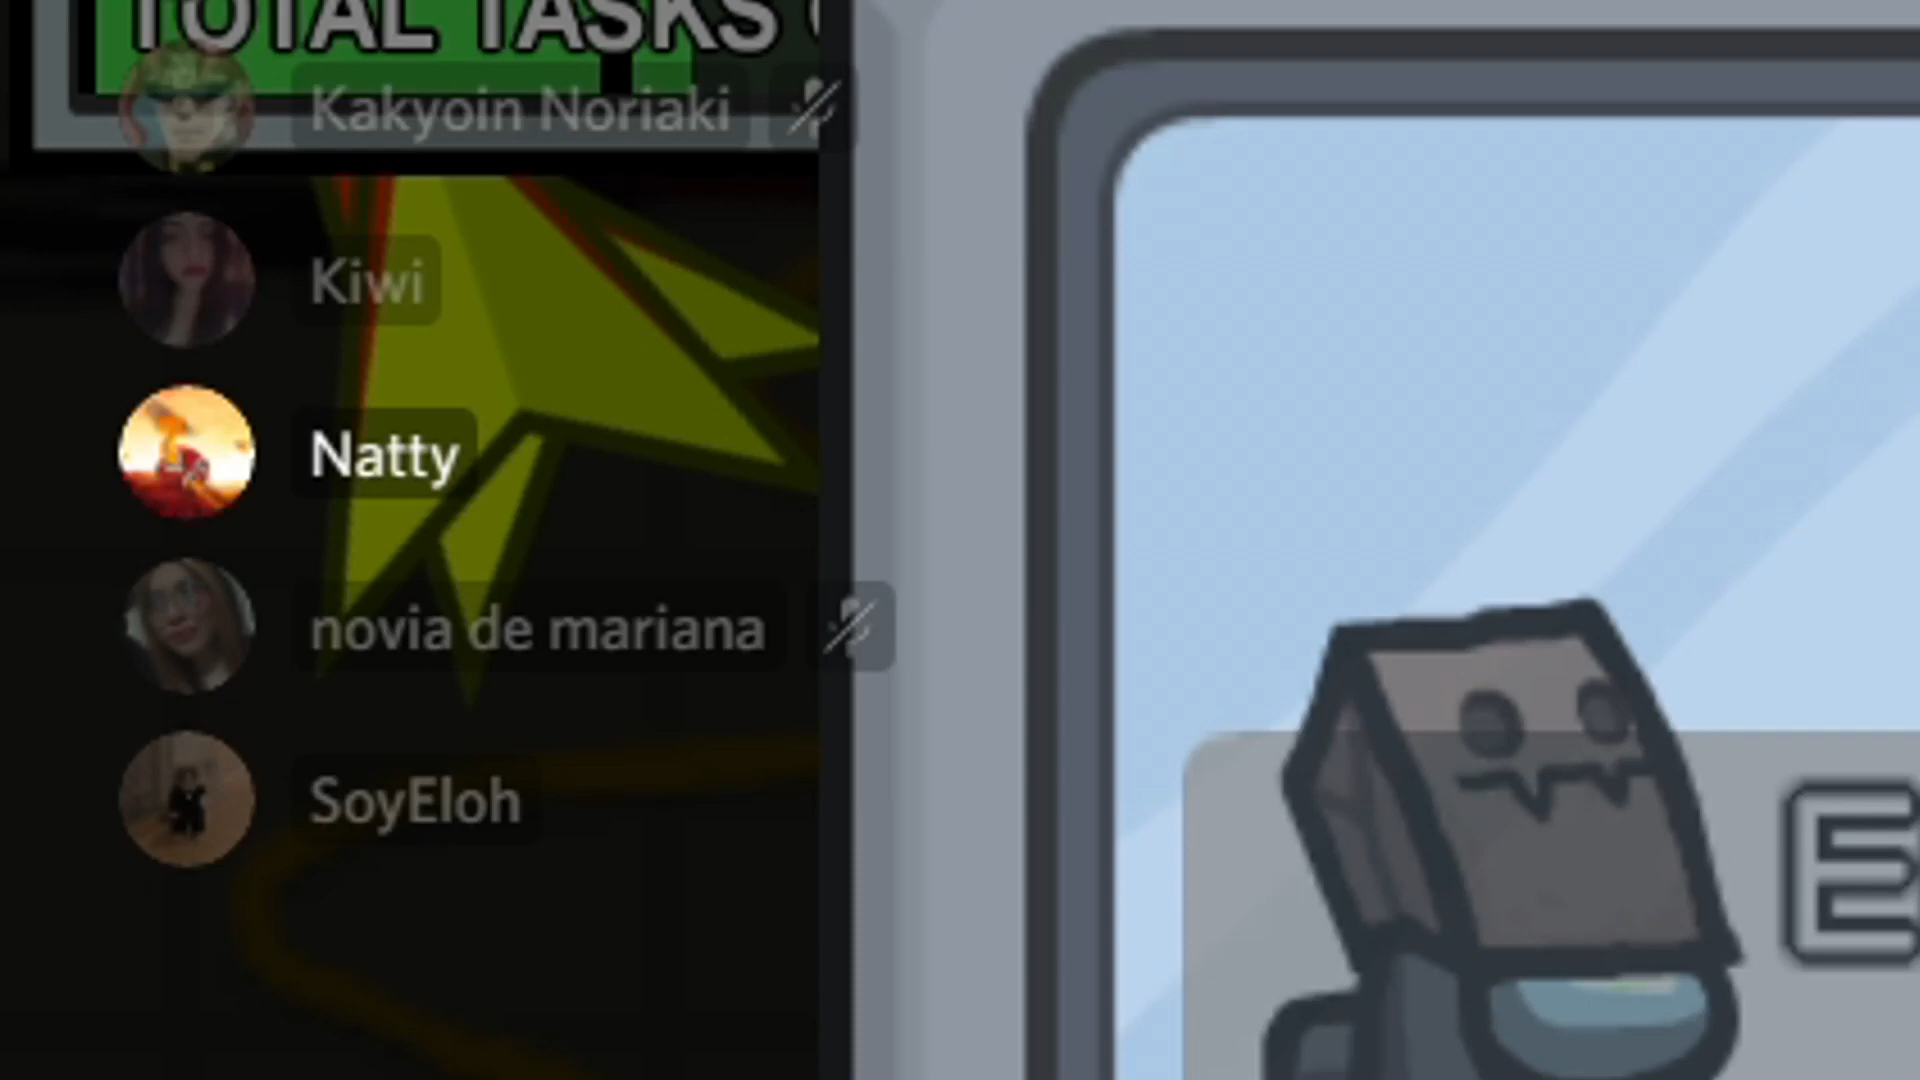 TOTAL TASKS
Kakyoin Noriaki
Kiwi
Natty
novia de mariana
SoyEloh
E